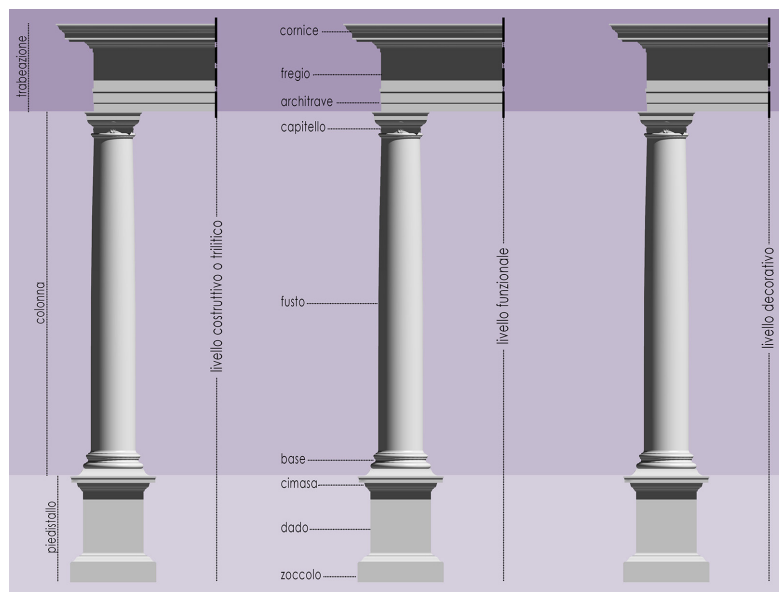 trabeazione
colonna
piedistallo
livello costruttivo o trilitico
cornice
fregio
architrave
capitello
fusto
base
cimasa
dado
zoccolo
livello funzionale
livello decorativo